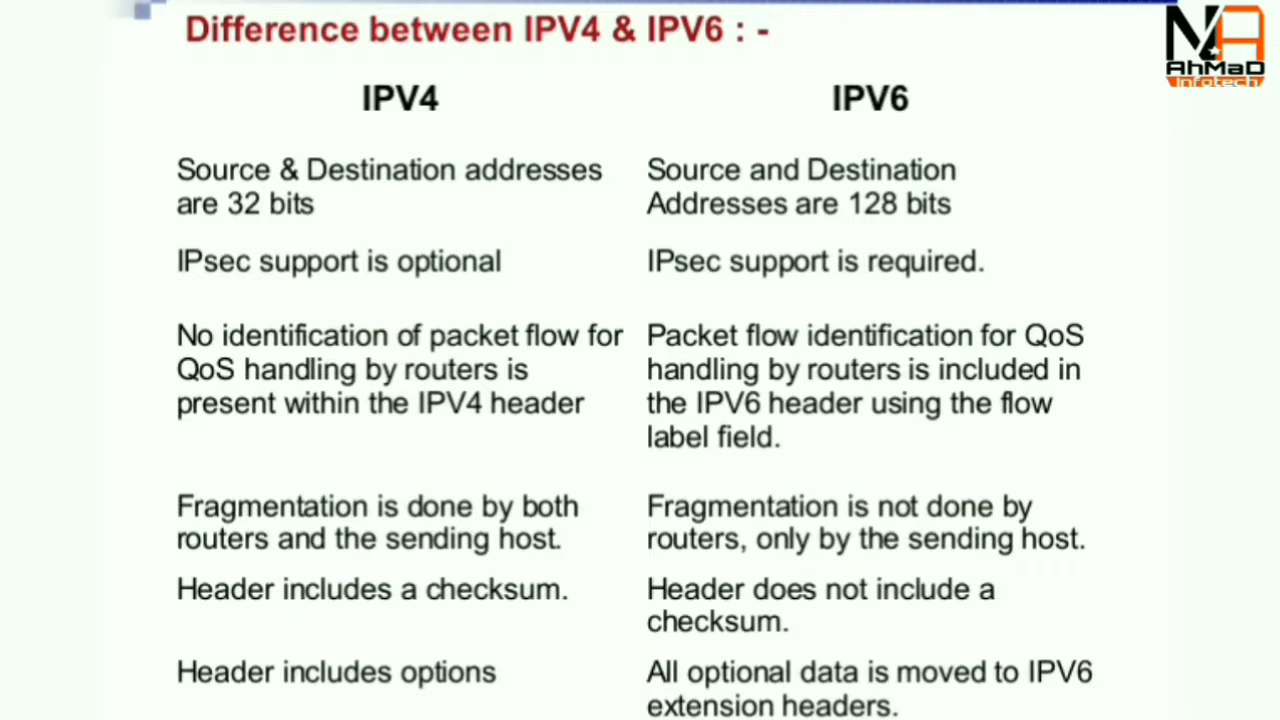 Difference between IPV4 & IPV6 : -
AhMaD
Infotech
IPV4
IPV6
Source & Destination addresses
are 32 bits
Source and Destination
Addresses are 128 bits
IPsec support is optional
IPsec support is required.
No identification of packet flow for
QoS handling by routers is
present within the IPV4 header
Packet flow identification for QoS
handling by routers is included in
the IPV6 header using the flow
label field.
Fragmentation is done by both
routers and the sending host.
Fragmentation is not done by
routers, only by the sending host.
Header includes a checksum.
Header does not include a
checksum.
Header includes options
All optional data is moved to IPV6
extension headers.